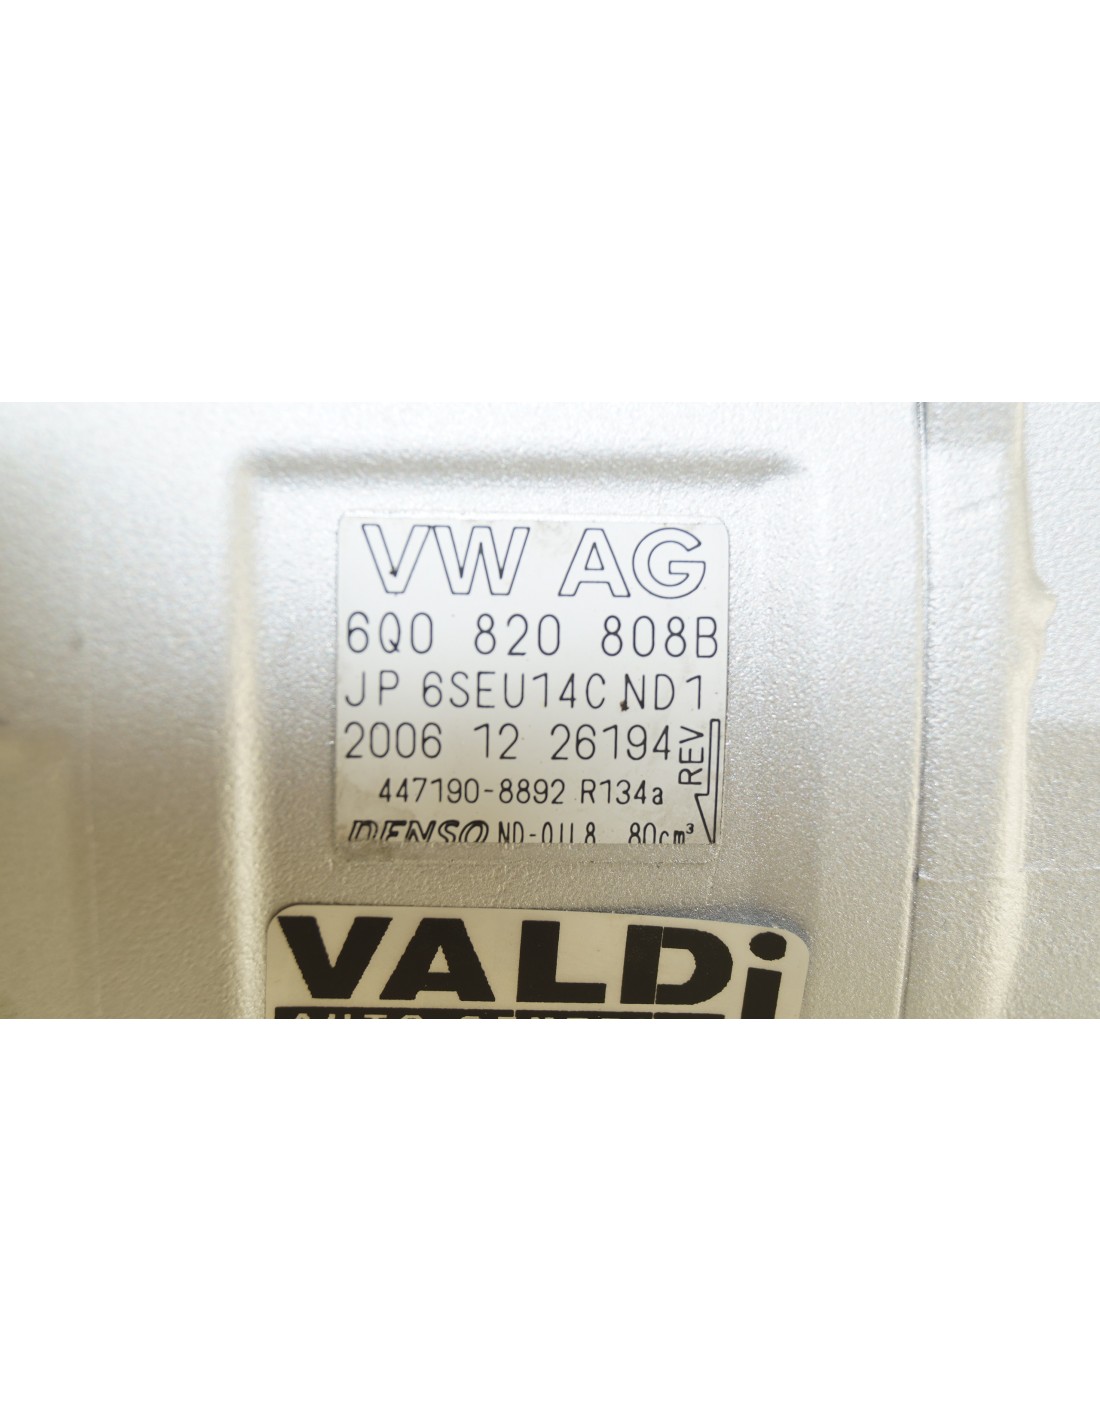 VW AG
6Q0 820 808B
JP 6SEU14C ND1
2006 12 26194
REV
447190-8892 R134a
DENSO ND-OIL8 80cm³
VALDi